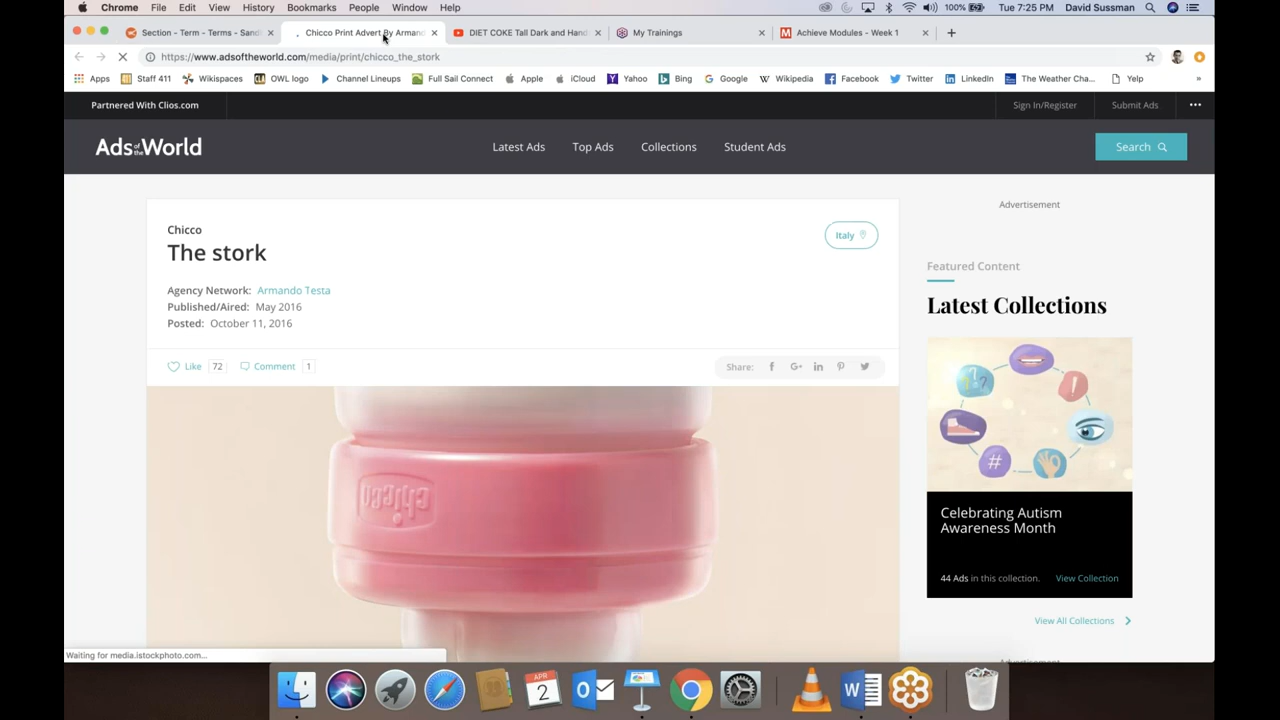 Chrome File Edit View History Bookmarks People Window Help 100% Tue 7:25 PM David Sussman
Section - Term - Terms - Sand Chicco Print Advert By Armand DIET COKE Tall Dark and Hand My Trainings Achieve Modules - Week 1
https://www.adsoftheworld.com/media/print/chicco_the_stork
Apps Staff 411 Wikispaces OWL logo Channel Lineups Full Sail Connect Apple iCloud Yahoo Bing Google Wikipedia Facebook Twitter LinkedIn The Weather Cha... Yelp »
Partnered With Clios.com Sign In/Register Submit Ads •••
Ads of the World Latest Ads Top Ads Collections Student Ads Search
Advertisement
Chicco
The stork
Italy
Agency Network: Armando Testa
Published/Aired: May 2016
Posted: October 11, 2016
Like 72 Comment 1 Share:
Featured Content
Latest Collections
chicco
Celebrating Autism
Awareness Month
44 Ads in this collection. View Collection
View All Collections
Waiting for media.istockphoto.com...
APR
2